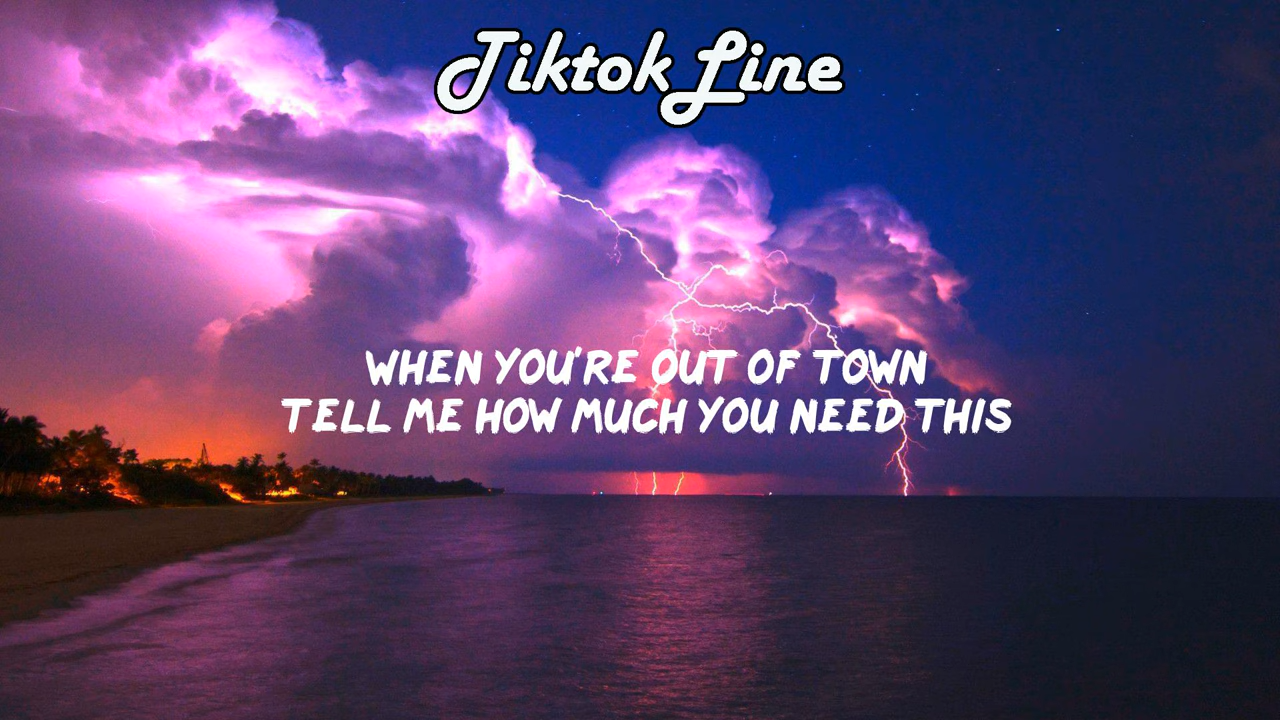 Tiktok Line
WHEN YOU'RE OUT OF TOWN
TELL ME HOW MUCH YOU NEED THIS